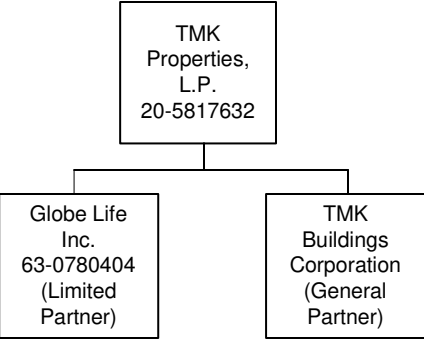 TMK
Properties,
L.P.
20-5817632
Globe Life
Inc.
63-0780404
(Limited
Partner)
TMK
Buildings
Corporation
(General
Partner)